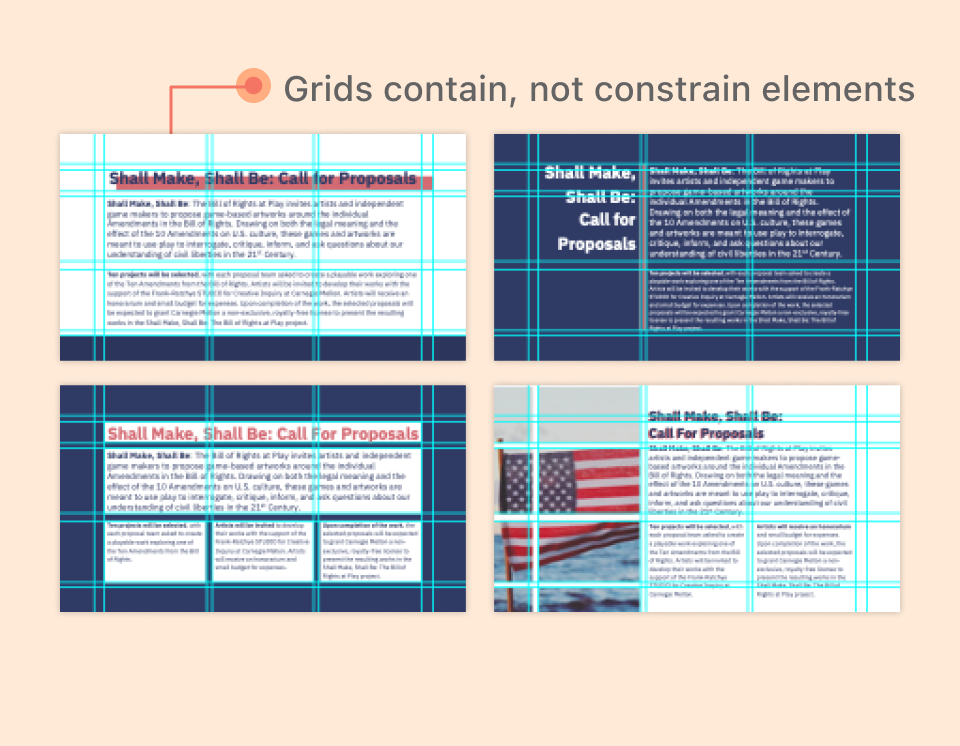 Grids contain, not constrain elements
Shall Make, Shall Be: Call for Proposals
Shall Make, Shall Be: The Bill of Rights at Play invites artists and independent
game makers to propose game-based artworks around the individual
Amendments in the Bill of Rights. Drawing on both the legal meaning and the
effect of the 10 Amendments on U.S. culture, these games and artworks are
meant to use play to interrogate, critique, inform, and ask questions about our
understanding of civil liberties in the 21st Century.
Ten projects will be selected, with each proposal team asked to create a playable work exploring one
of the Ten Amendments from the Bill of Rights. Artists will be invited to develop their works with the
support of the Frank-Ratchye STUDIO for Creative Inquiry at Carnegie Mellon. Artists will receive an
honorarium and small budget for expenses. Upon completion of the work, the selected proposals will
be expected to grant Carnegie Mellon a non-exclusive, royalty-free license to present the resulting
works in the Shall Make, Shall Be: The Bill of Rights at Play project.
Shall Make,
Shall Be:
Call for
Proposals
Shall Make, Shall Be: The Bill of Rights at Play
invites artists and independent game makers to
propose game-based artworks around the
individual Amendments in the Bill of Rights.
Drawing on both the legal meaning and the effect of
the 10 Amendments on U.S. culture, these games
and artworks are meant to use play to interrogate,
critique, inform, and ask questions about our
understanding of civil liberties in the 21st Century.
Ten projects will be selected, with each proposal team asked to create a
playable work exploring one of the Ten Amendments from the Bill of Rights.
Artists will be invited to develop their works with the support of the Frank-Ratchye
STUDIO for Creative Inquiry at Carnegie Mellon. Artists will receive an honorarium
and small budget for expenses. Upon completion of the work, the selected
proposals will be expected to grant Carnegie Mellon a non-exclusive, royalty-free
license to present the resulting works in the Shall Make, Shall Be: The Bill of
Rights at Play project.
Shall Make, Shall Be: Call For Proposals
Shall Make, Shall Be: The Bill of Rights at Play invites artists and independent
game makers to propose game-based artworks around the individual
Amendments in the Bill of Rights. Drawing on both the legal meaning and the
effect of the 10 Amendments on U.S. culture, these games and artworks are
meant to use play to interrogate, critique, inform, and ask questions about our
understanding of civil liberties in the 21st Century.
Ten projects will be selected, with
each proposal team asked to create
a playable work exploring one of
the Ten Amendments from the Bill
of Rights.
Artists will be invited to develop
their works with the support of the
Frank-Ratchye STUDIO for Creative
Inquiry at Carnegie Mellon. Artists
will receive an honorarium and
small budget for expenses.
Upon completion of the work, the
selected proposals will be expected
to grant Carnegie Mellon a non-
exclusive, royalty-free license to
present the resulting works in the
Shall Make, Shall Be: The Bill of
Rights at Play project.
Shall Make, Shall Be:
Call For Proposals
Shall Make, Shall Be: The Bill of Rights at Play invites
artists and independent game makers to propose game-
based artworks around the individual Amendments in
the Bill of Rights. Drawing on both the legal meaning
and the effect of the 10 Amendments on U.S. culture,
these games and artworks are meant to use play to
interrogate, critique,
inform, and ask questions about our understanding of civil
liberties in the 21st Century.
Ten projects will be selected, with
each proposal team asked to create
a playable work exploring one of
the Ten Amendments from the Bill
of Rights. Artists will be invited to
develop their works with the
support of the Frank-Ratchye
STUDIO for Creative Inquiry at
Carnegie Mellon.
Artists will receive an honorarium
and small budget for expenses.
Upon completion of the work, the
selected proposals will be expected
to grant Carnegie Mellon a non-
exclusive, royalty-free license to
present the resulting works in the
Shall Make, Shall Be: The Bill of
Rights at Play project.